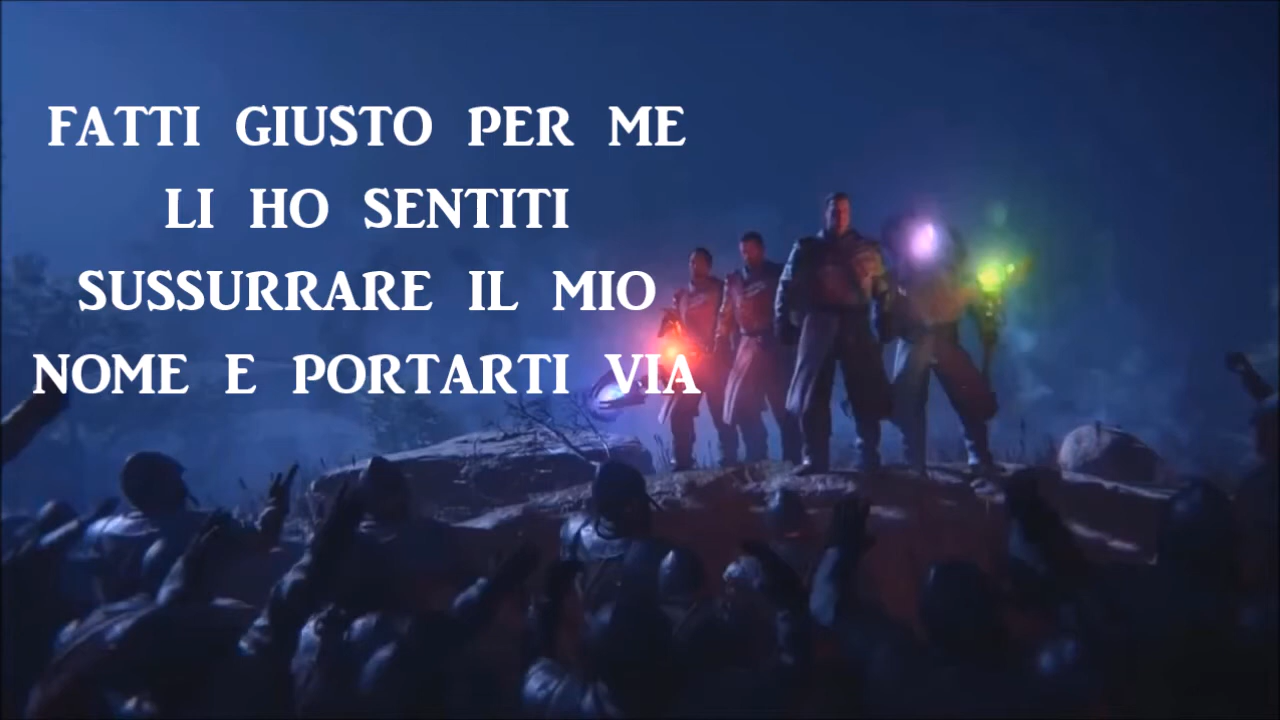 FATTI GIUSTO PER ME
LI HO SENTITI
SUSSURRARE IL MIO
NOME E PORTARTI VIA